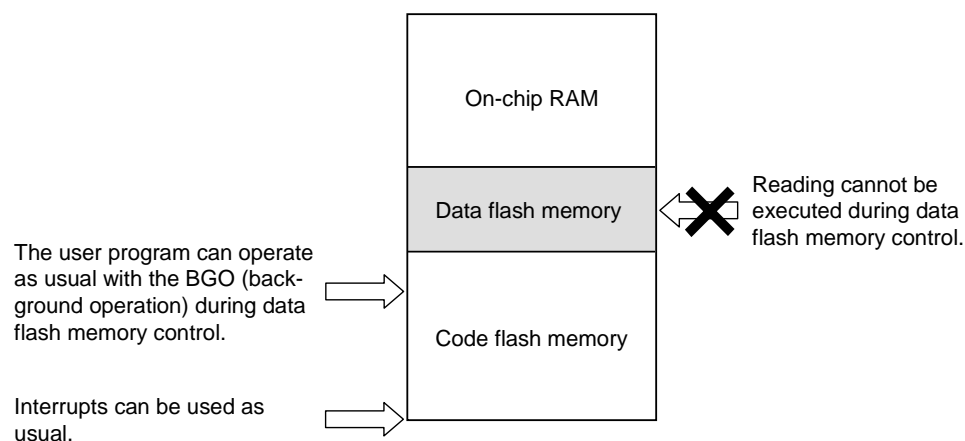 On-chip RAM
Data flash memory
Reading cannot be
executed during data
flash memory control.
The user program can operate
as usual with the BGO (back-
ground operation) during data
flash memory control.
Code flash memory
Interrupts can be used as
usual.